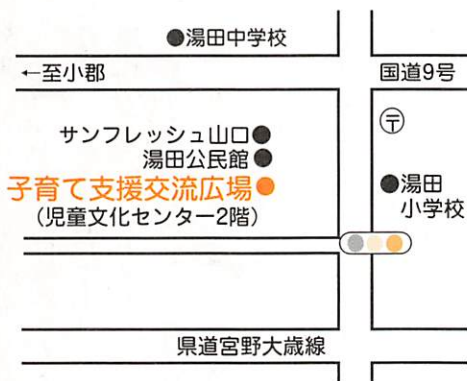 ●湯田中学校
←至小郡
国道9号
〒
サンフレッシュ山口●
湯田公民館●
子育て支援交流広場●
(児童文化センター2階)
●湯田
小学校
県道宮野大歳線